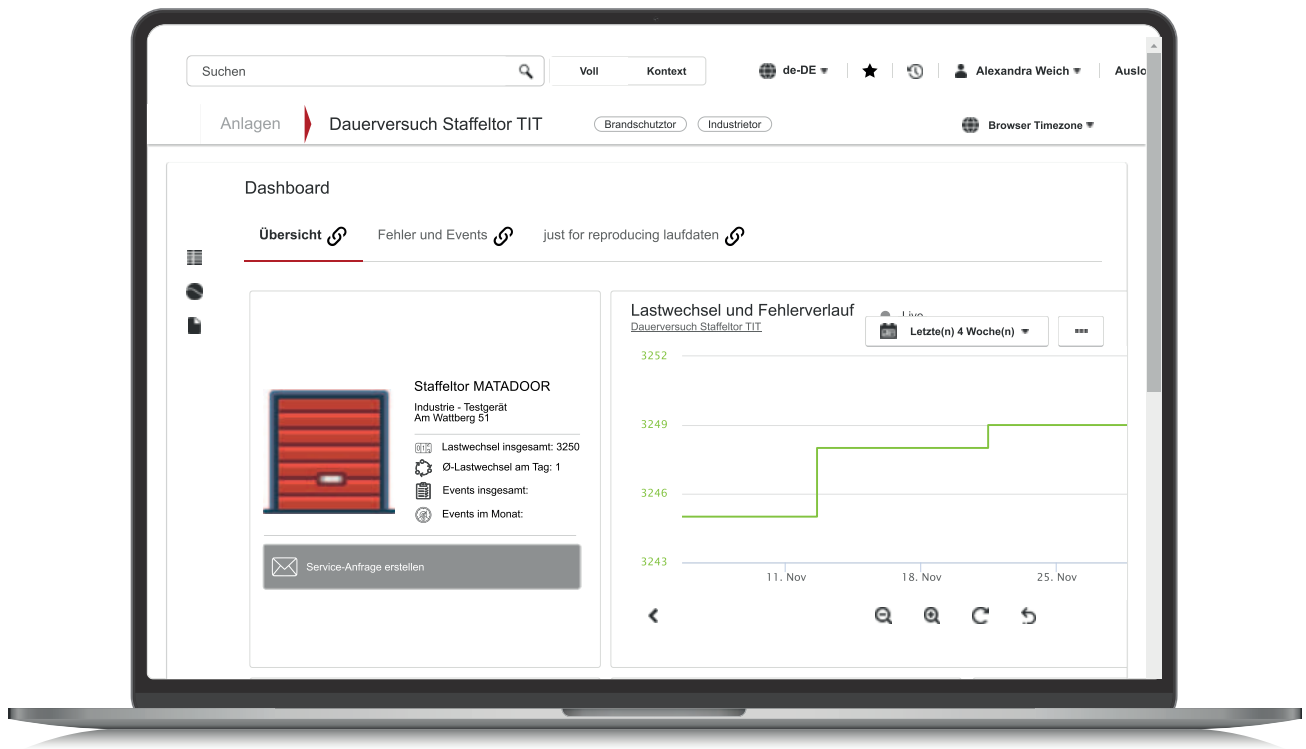 Suchen
Voll
Kontext
de-DE
Alexandra Weich
Auslo
Anlagen
Dauerversuch Staffeltor TIT
Brandschutztor
Industrietor
Browser Timezone
Dashboard
Übersicht
Fehler und Events
just for reproducing laufdaten
Staffeltor MATADOOR
Industrie - Testgerät
Am Wattberg 51
Lastwechsel insgesamt: 3250
Ø-Lastwechsel am Tag: 1
Events insgesamt:
Events im Monat:
Service-Anfrage erstellen
Lastwechsel und Fehlerverlauf
Live
Dauerversuch Staffeltor TIT
Letzte(n) 4 Woche(n)
3252
3249
3246
3243
11. Nov
18. Nov
25. Nov